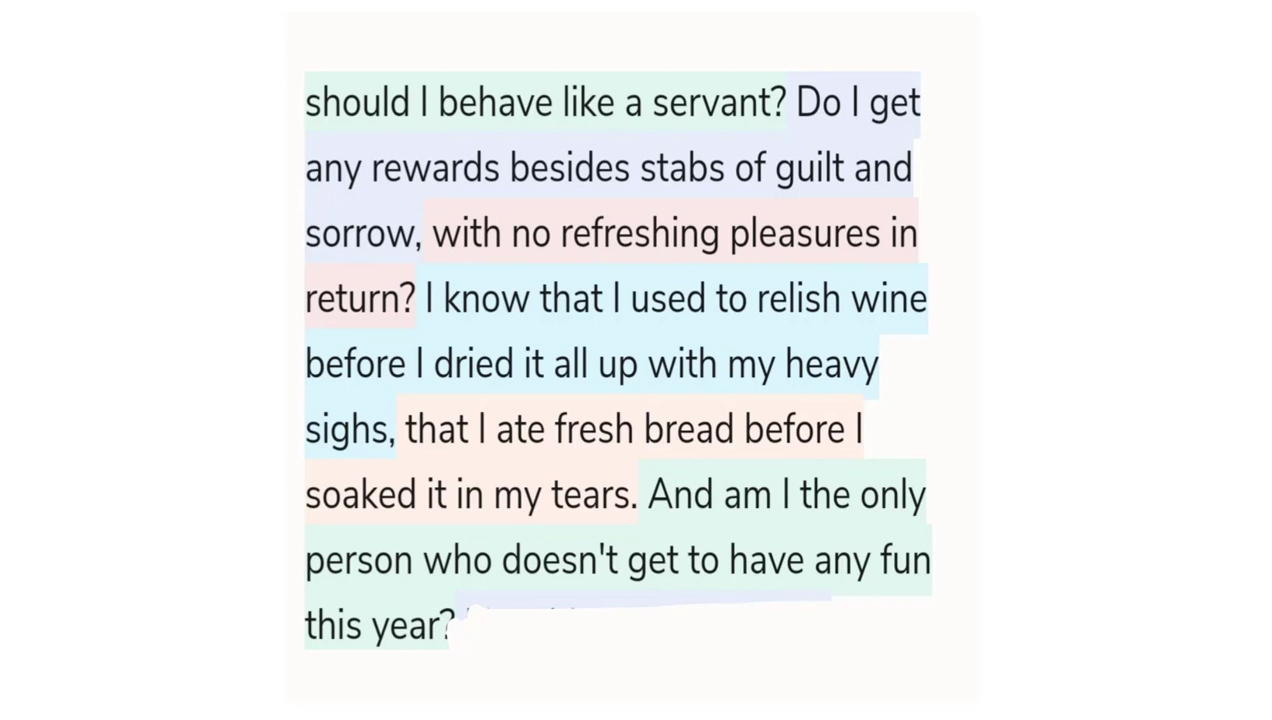 should I behave like a servant? Do I get
any rewards besides stabs of guilt and
sorrow, with no refreshing pleasures in
return? I know that I used to relish wine
before I dried it all up with my heavy
sighs, that I ate fresh bread before I
soaked it in my tears. And am I the only
person who doesn't get to have any fun
this year?